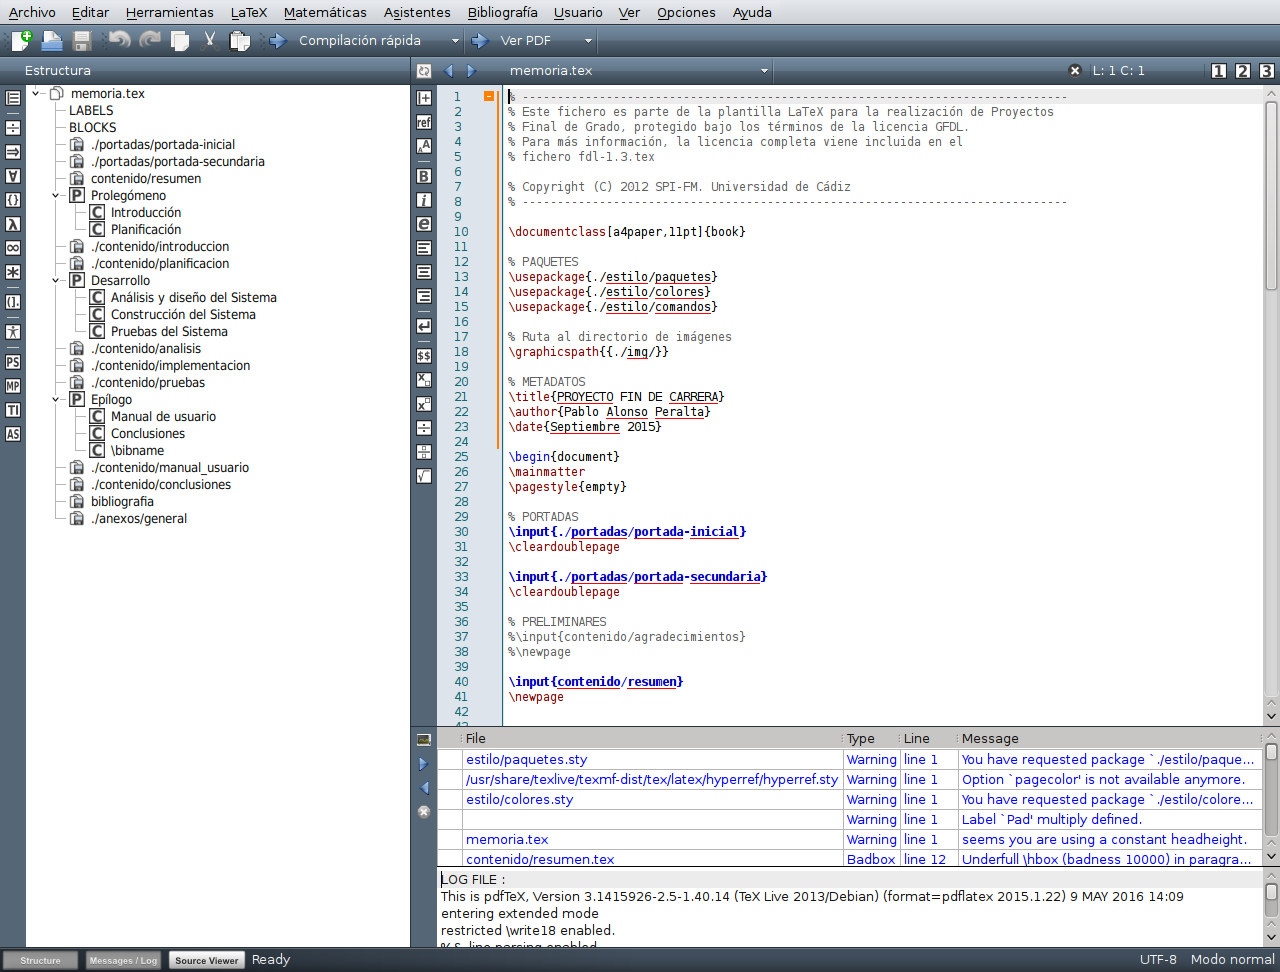 Archivo Editar Herramientas LaTeX Matemáticas Asistentes Bibliografía Usuario Ver Opciones Ayuda
Compilación rápida Ver PDF
Estructura
memoria.tex L: 1 C: 1 1 2 3
memoria.tex
LABELS
BLOCKS
./portadas/portada-inicial
./portadas/portada-secundaria
contenido/resumen
P Prolegómeno
C Introducción
C Planificación
./contenido/introduccion
./contenido/planificacion
P Desarrollo
C Análisis y diseño del Sistema
C Construcción del Sistema
C Pruebas del Sistema
./contenido/analisis
./contenido/implementacion
./contenido/pruebas
P Epílogo
C Manual de usuario
C Conclusiones
C \bibname
./contenido/manual_usuario
./contenido/conclusiones
bibliografia
./anexos/general
PS
MP
TI
AS
ref
B
i
e
$$
1 % ------------------------------------------------------------------------------
2 % Este fichero es parte de la plantilla LaTeX para la realización de Proyectos
3 % Final de Grado, protegido bajo los términos de la licencia GFDL.
4 % Para más información, la licencia completa viene incluida en el
5 % fichero fdl-1.3.tex
6
7 % Copyright (C) 2012 SPI-FM. Universidad de Cádiz
8 % ------------------------------------------------------------------------------
9
10 \documentclass[a4paper,11pt]{book}
11
12 % PAQUETES
13 \usepackage{./estilo/paquetes}
14 \usepackage{./estilo/colores}
15 \usepackage{./estilo/comandos}
16
17 % Ruta al directorio de imágenes
18 \graphicspath{{./img/}}
19
20 % METADATOS
21 \title{PROYECTO FIN DE CARRERA}
22 \author{Pablo Alonso Peralta}
23 \date{Septiembre 2015}
24
25 \begin{document}
26 \mainmatter
27 \pagestyle{empty}
28
29 % PORTADAS
30 \input{./portadas/portada-inicial}
31 \cleardoublepage
32
33 \input{./portadas/portada-secundaria}
34 \cleardoublepage
35
36 % PRELIMINARES
37 %\input{contenido/agradecimientos}
38 %\newpage
39
40 \input{contenido/resumen}
41 \newpage
42
File Type Line Message
estilo/paquetes.sty Warning line 1 You have requested package `./estilo/paque...
/usr/share/texlive/texmf-dist/tex/latex/hyperref/hyperref.sty Warning line 1 Option `pagecolor' is not available anymore.
estilo/colores.sty Warning line 1 You have requested package `./estilo/colore...
Warning line 1 Label `Pad' multiply defined.
memoria.tex Warning line 1 seems you are using a constant headheight.
contenido/resumen.tex Badbox line 12 Underfull \hbox (badness 10000) in paragra...
LOG FILE :
This is pdfTeX, Version 3.1415926-2.5-1.40.14 (TeX Live 2013/Debian) (format=pdflatex 2015.1.22) 9 MAY 2016 14:09
entering extended mode
restricted \write18 enabled.
%&-line parsing enabled
Structure Messages / Log Source Viewer Ready UTF-8 Modo normal